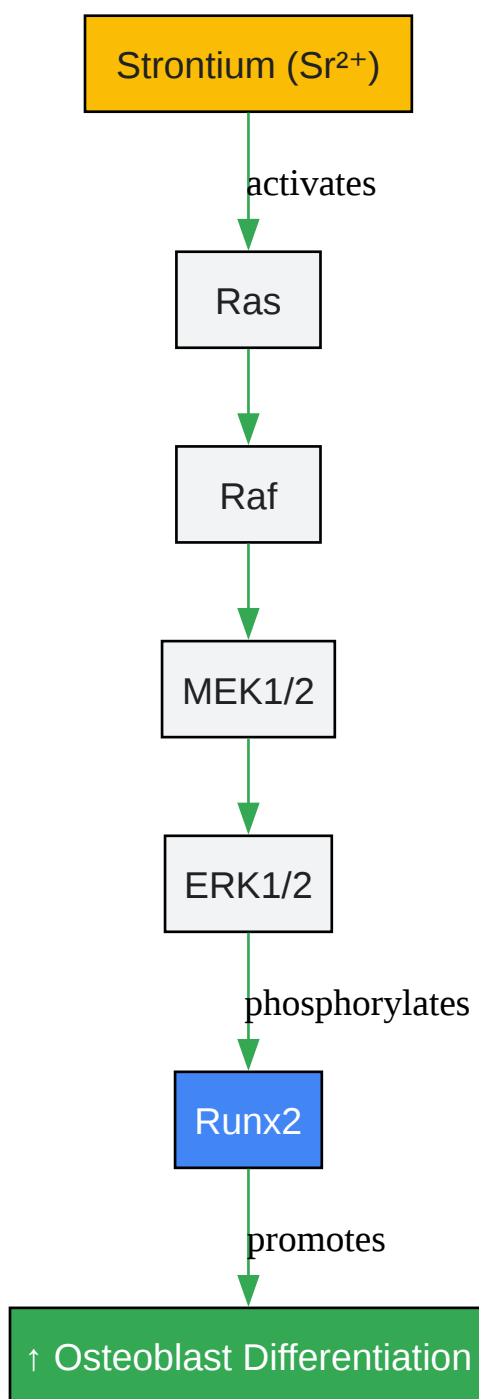 Strontium (Sr²⁺)
activates
Ras
Raf
MEK1/2
ERK1/2
phosphorylates
Runx2
promotes
↑ Osteoblast Differentiation